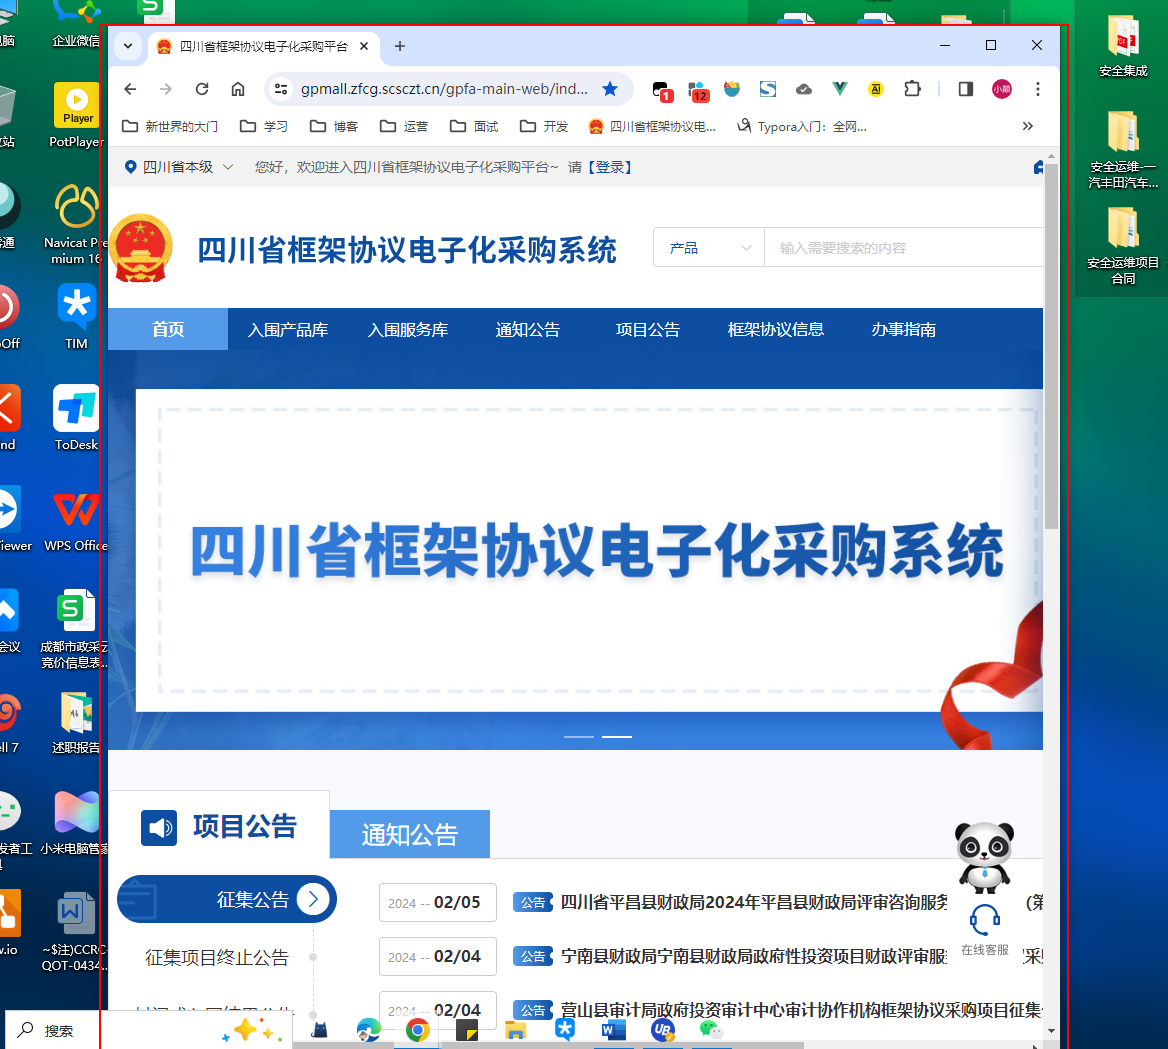 脑
企业微信
安全集成
收站
Player
PotPlayer
安全运维-一
汽丰田汽车...
Navicat Pre
mium 16
安全运维项目
合同
TIM
ToDesk
WPS Office
成都市政采云
竞价信息表...
述职报告
ell 7
小米电脑管家
发者工
具
w.io
~$注)CCRC-
QOT-0434...
四川省框架协议电子化采购平台
gpmall.zfcg.scsczt.cn/gpfa-main-web/ind...
1
12
小颠
新世界的大门
学习
博客
运营
面试
开发
四川省框架协议电...
Typora入门：全网...
四川省本级
您好，欢迎进入四川省框架协议电子化采购平台~ 请【登录】
四川省框架协议电子化采购系统
产品
输入需要搜索的内容
首页
入围产品库
入围服务库
通知公告
项目公告
框架协议信息
办事指南
四川省框架协议电子化采购系统
项目公告
通知公告
征集公告
征集项目终止公告
2024 -- 02/05
公告
四川省平昌县财政局2024年平昌县财政局评审咨询服务
(第
2024 -- 02/04
公告
宁南县财政局宁南县财政局政府性投资项目财政评审服
采购
2024 -- 02/04
公告
营山县审计局政府投资审计中心审计协作机构框架协议采购项目征集公
在线客服
搜索